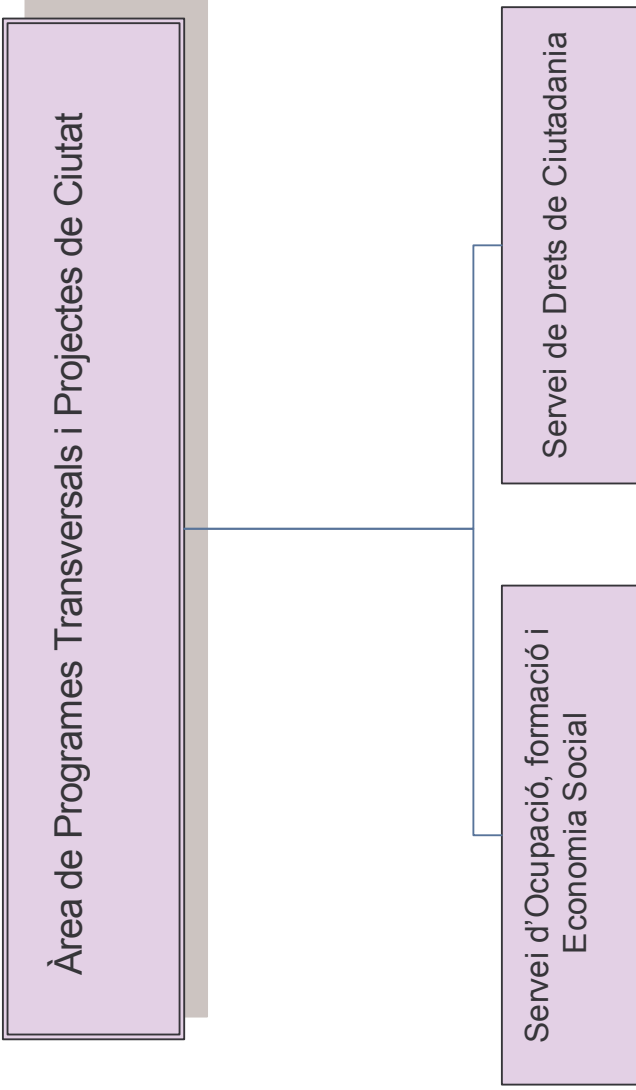 Àrea de Programes Transversals i Projectes de Ciutat
Servei d’Ocupació, formació i
Economia Social
Servei de Drets de Ciutadania